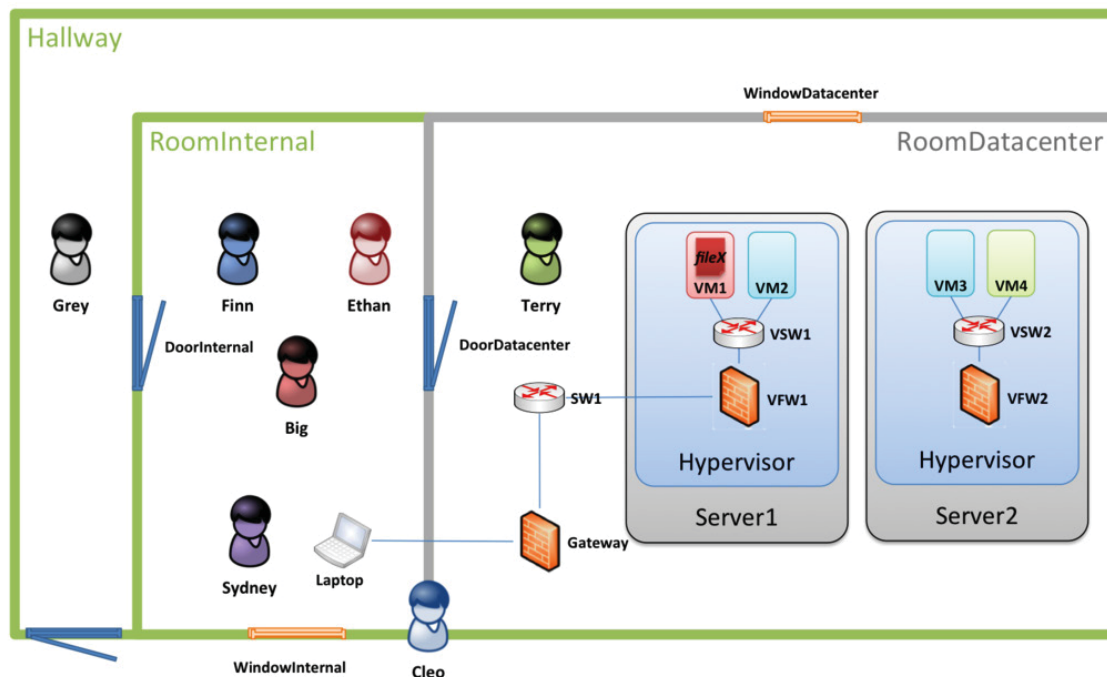 Hallway
WindowDatacenter
RoomInternal
RoomDatacenter
Grey
Finn
Ethan
Terry
fileX
VM1
VM2
VM3
VM4
DoorInternal
DoorDatacenter
VSW1
VSW2
Big
SW1
VFW1
VFW2
Hypervisor
Hypervisor
Server1
Server2
Sydney
Laptop
Gateway
WindowInternal
Cleo